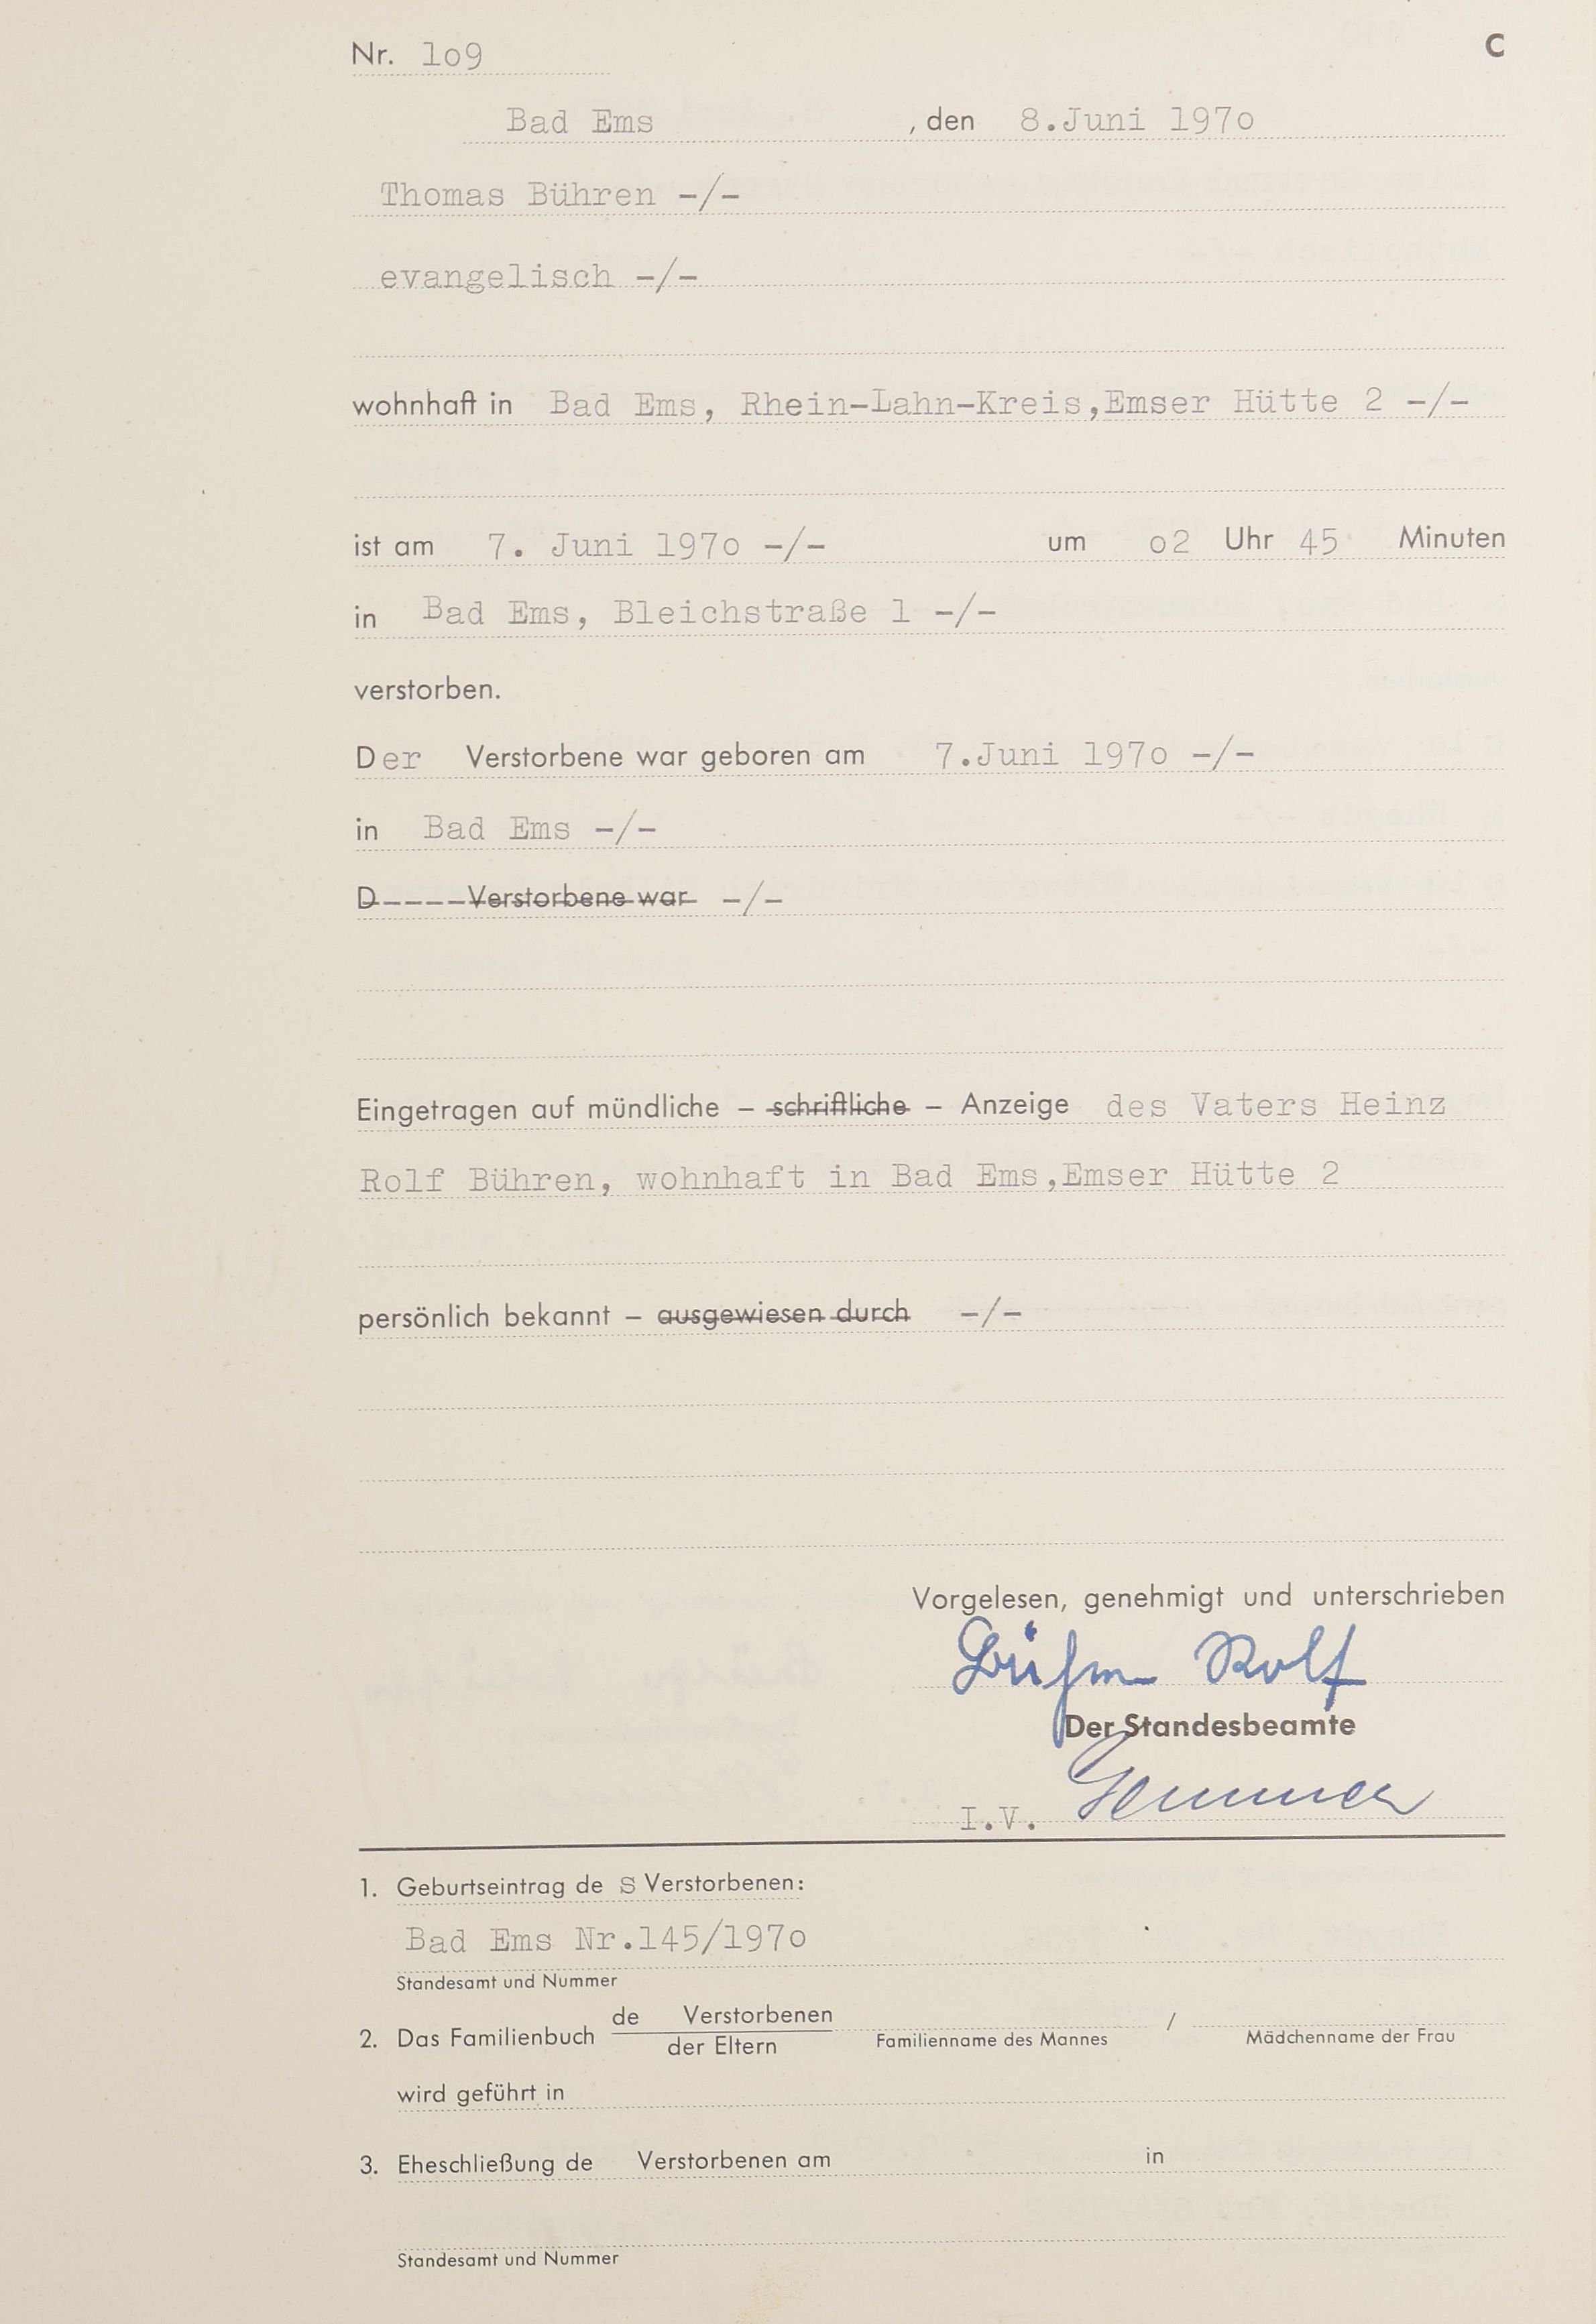 Nr. 1o9 C
Bad Ems , den 8.Juni 197o
Thomas Bühren -/-
evangelisch -/-
wohnhaft in Bad Ems, Rhein-Lahn-Kreis,Emser Hütte 2 -/-
ist am 7. Juni 197o -/- um o2 Uhr 45 Minuten
in Bad Ems, Bleichstraße 1 -/-
verstorben.
Der Verstorbene war geboren am 7.Juni 197o -/-
in Bad Ems -/-
D-----Verstorbene war -/-
Eingetragen auf mündliche – schriftliche – Anzeige des Vaters Heinz
Rolf Bühren, wohnhaft in Bad Ems,Emser Hütte 2
persönlich bekannt – ausgewiesen durch -/-
Vorgelesen, genehmigt und unterschrieben
Bühren Rolf
Der Standesbeamte
I.V.
1. Geburtseintrag de s Verstorbenen:
Bad Ems Nr.145/197o
Standesamt und Nummer
2. Das Familienbuch de Verstorbenen
der Eltern Familienname des Mannes / Mädchenname der Frau
wird geführt in
3. Eheschließung de Verstorbenen am in
Standesamt und Nummer